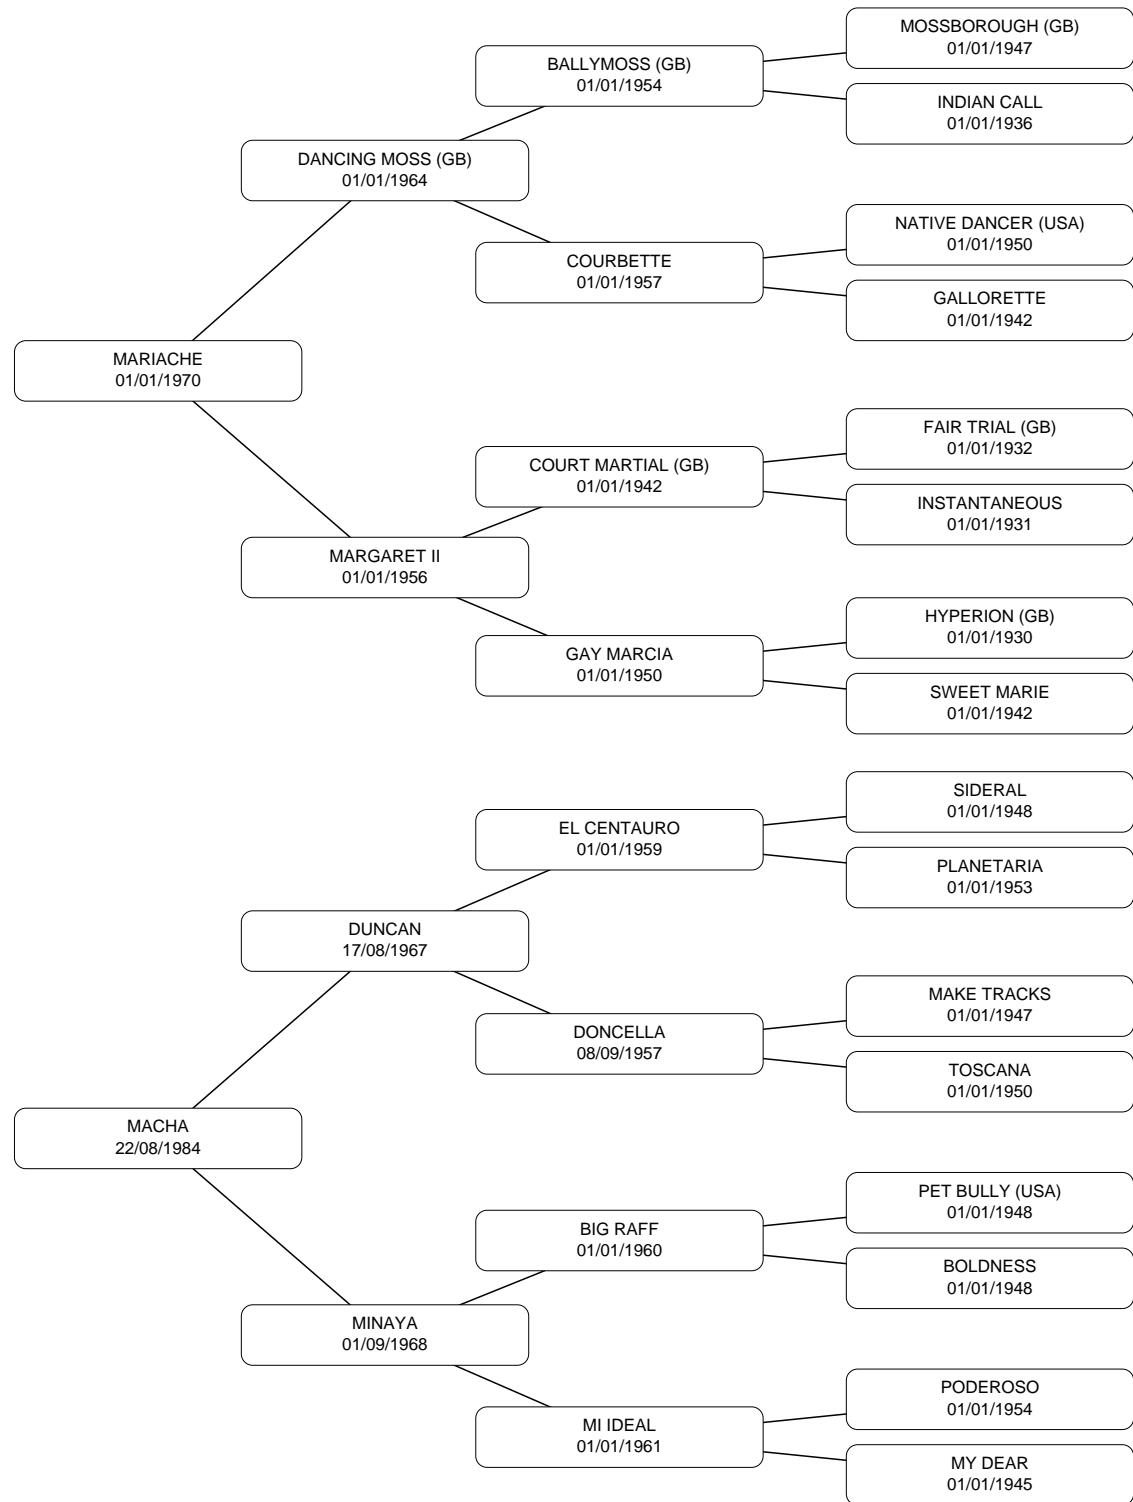 MOSSBOROUGH (GB)
01/01/1947
BALLYMOSS (GB)
01/01/1954
INDIAN CALL
01/01/1936
DANCING MOSS (GB)
01/01/1964
NATIVE DANCER (USA)
01/01/1950
COURBETTE
01/01/1957
GALLORETTE
01/01/1942
MARIACHE
01/01/1970
FAIR TRIAL (GB)
01/01/1932
COURT MARTIAL (GB)
01/01/1942
INSTANTANEOUS
01/01/1931
MARGARET II
01/01/1956
HYPERION (GB)
01/01/1930
GAY MARCIA
01/01/1950
SWEET MARIE
01/01/1942
SIDERAL
01/01/1948
EL CENTAURO
01/01/1959
PLANETARIA
01/01/1953
DUNCAN
17/08/1967
MAKE TRACKS
01/01/1947
DONCELLA
08/09/1957
TOSCANA
01/01/1950
MACHA
22/08/1984
PET BULLY (USA)
01/01/1948
BIG RAFF
01/01/1960
BOLDNESS
01/01/1948
MINAYA
01/09/1968
PODEROSO
01/01/1954
MI IDEAL
01/01/1961
MY DEAR
01/01/1945